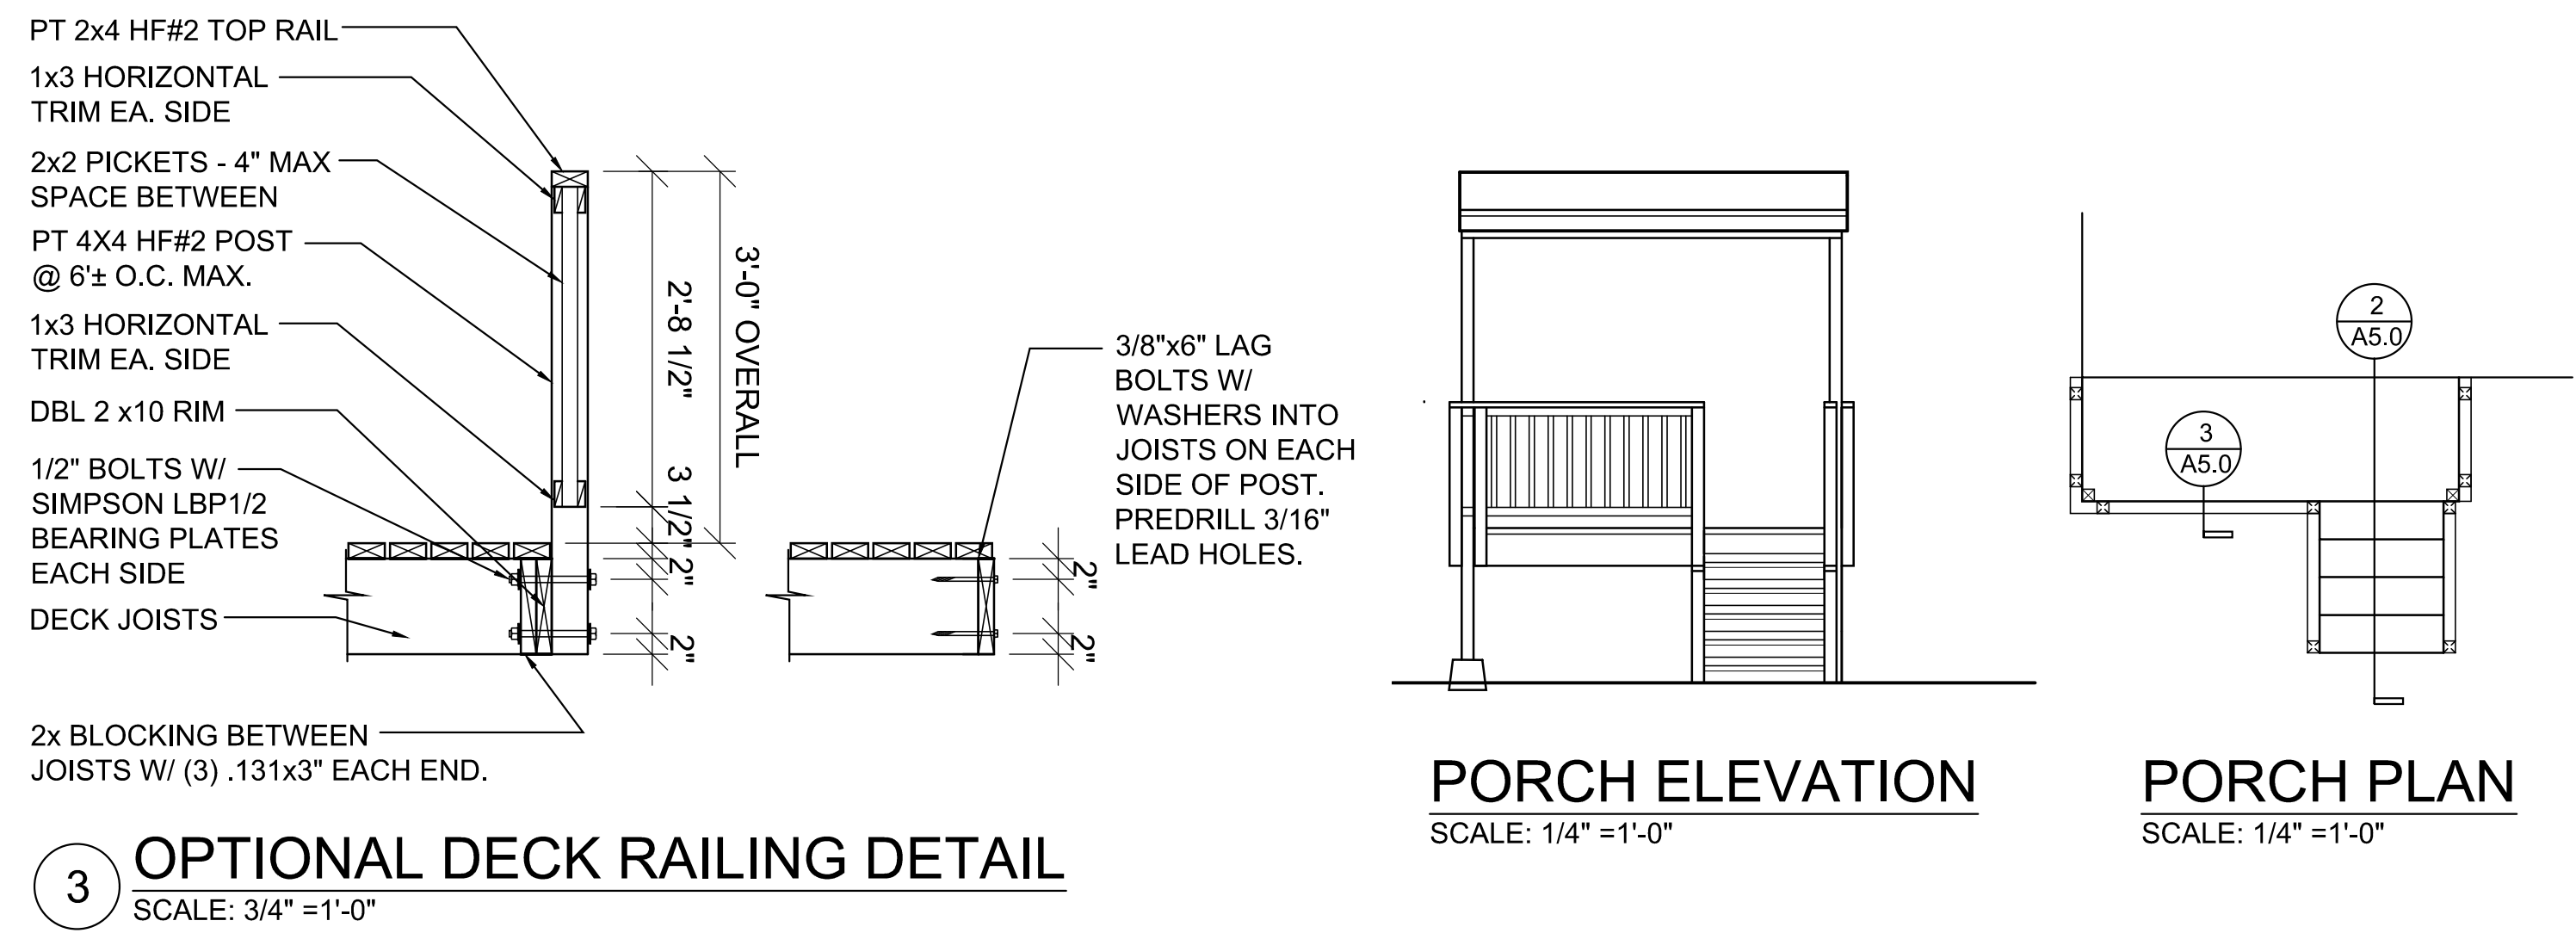 PT 2x4 HF#2 TOP RAIL
1x3 HORIZONTAL
TRIM EA. SIDE
2x2 PICKETS - 4" MAX
SPACE BETWEEN
PT 4X4 HF#2 POST
@ 6'± O.C. MAX.
1x3 HORIZONTAL
TRIM EA. SIDE
DBL 2 x10 RIM
1/2" BOLTS W/
SIMPSON LBP1/2
BEARING PLATES
EACH SIDE
DECK JOISTS
2x BLOCKING BETWEEN
JOISTS W/ (3) .131x3" EACH END.
3'-0" OVERALL
2'-8 1/2"
3 1/2"
2"
2"
3/8"x6" LAG
BOLTS W/
WASHERS INTO
JOISTS ON EACH
SIDE OF POST.
PREDRILL 3/16"
LEAD HOLES.
2"
2"
3
OPTIONAL DECK RAILING DETAIL
SCALE: 3/4" =1'-0"
PORCH ELEVATION
SCALE: 1/4" =1'-0"
2
A5.0
3
A5.0
PORCH PLAN
SCALE: 1/4" =1'-0"